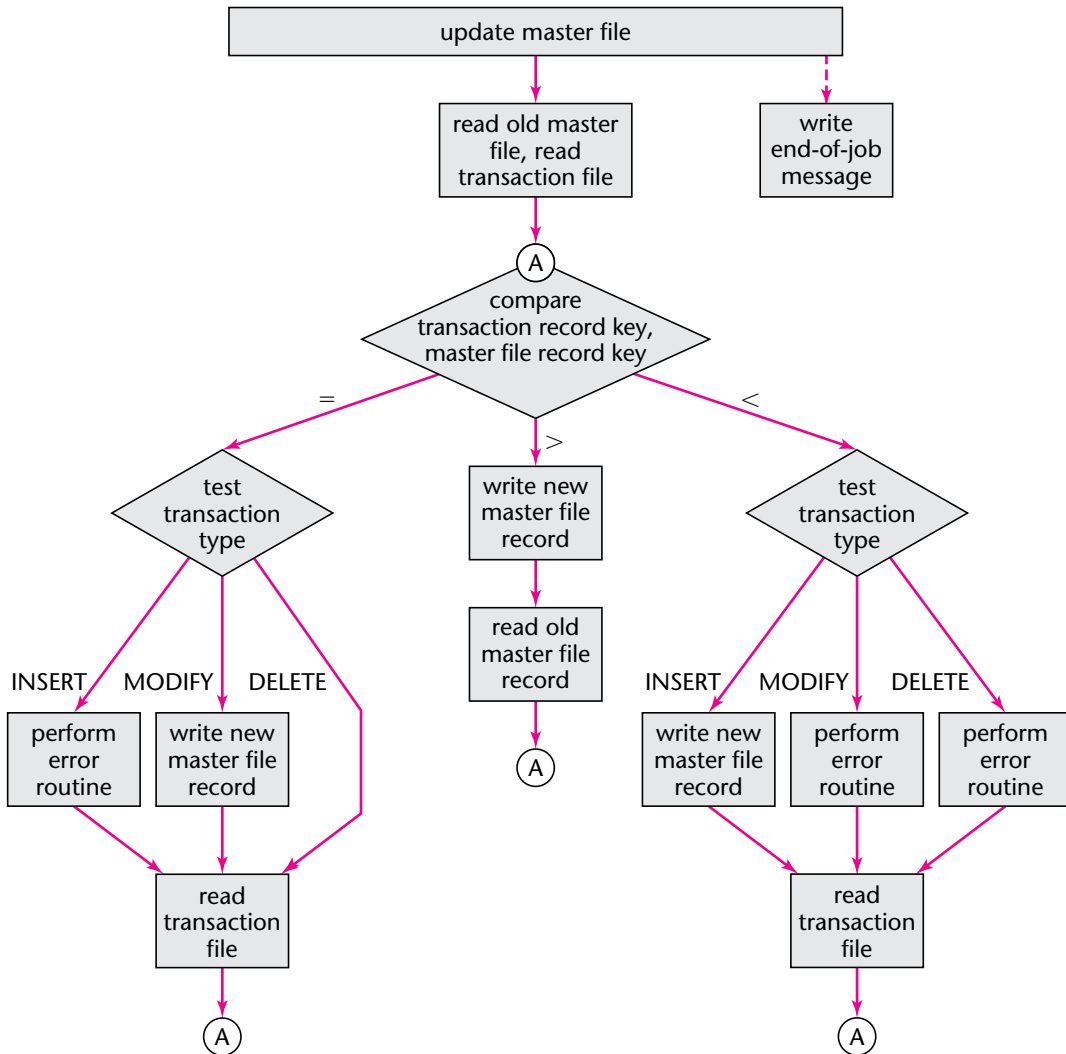 update master file
read old master
file, read
transaction file
write
end-of-job
message
A
compare
transaction record key,
master file record key
=
>
<
test
transaction
type
write new
master file
record
test
transaction
type
read old
master file
record
INSERT
MODIFY
DELETE
INSERT
MODIFY
DELETE
perform
error
routine
write new
master file
record
A
write new
master file
record
perform
error
routine
perform
error
routine
read
transaction
file
read
transaction
file
A
A